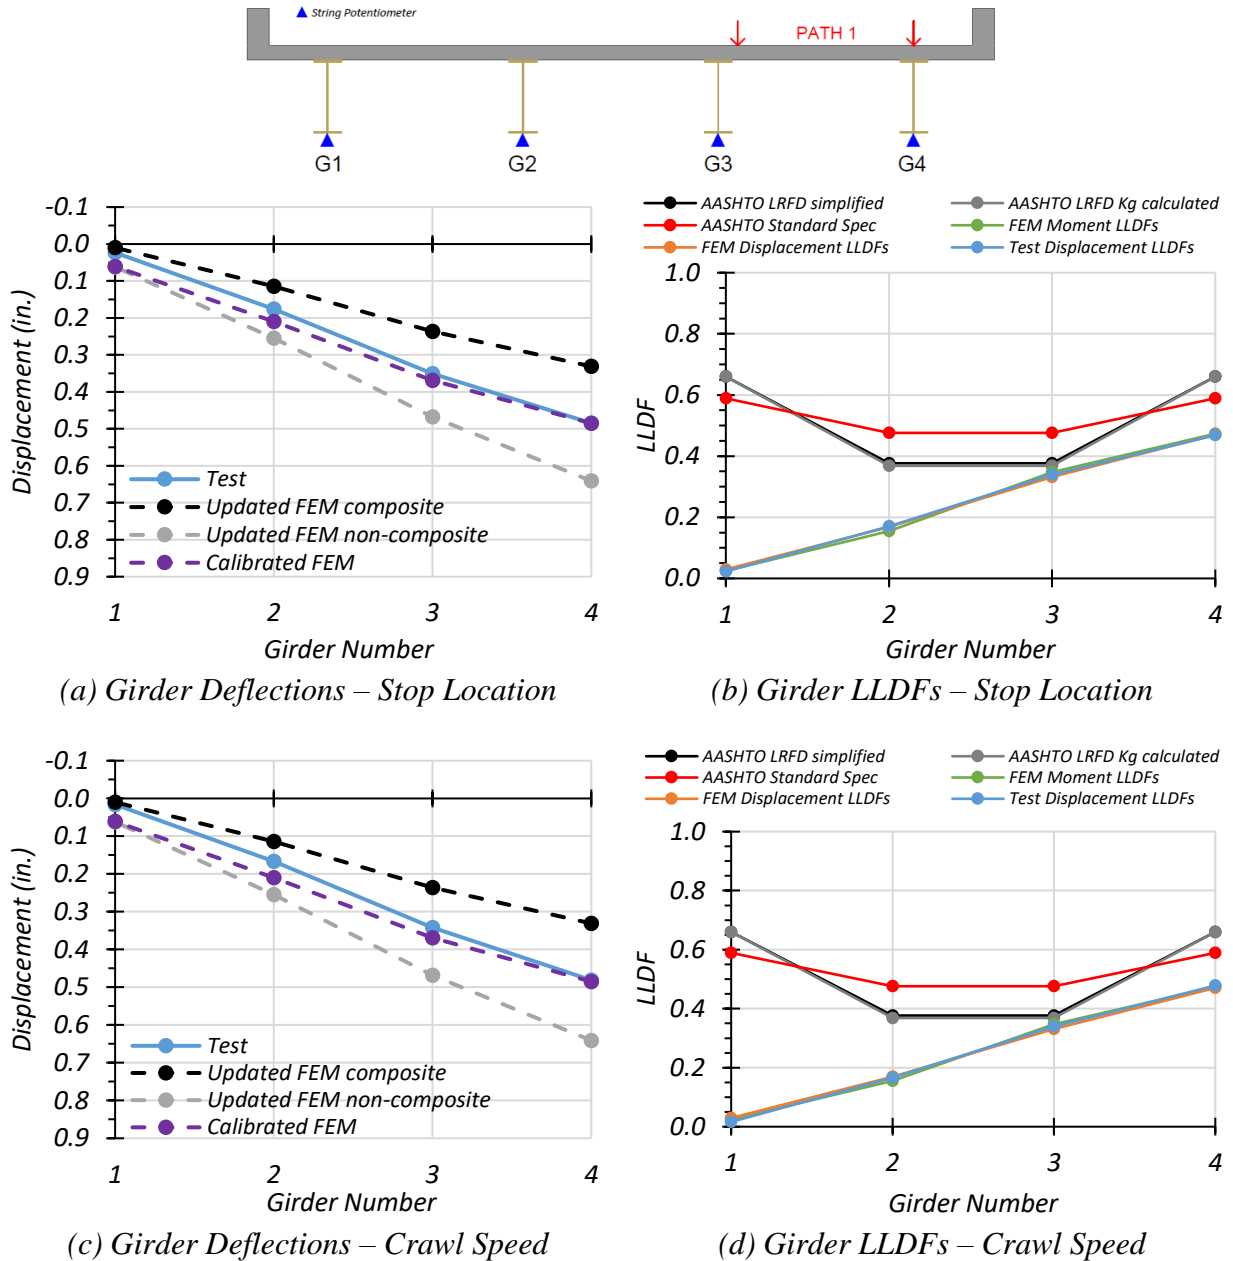 String Potentiometer
PATH 1
G1 G2 G3 G4
-0.1
0.0
0.1
0.2
0.3
0.4
0.5
0.6
0.7
0.8
0.9
Displacement (in.)
Test
Updated FEM composite
Updated FEM non-composite
Calibrated FEM
1 2 3 4
Girder Number
(a) Girder Deflections – Stop Location
AASHTO LRFD simplified
AASHTO LRFD Kg calculated
AASHTO Standard Spec
FEM Moment LLDFs
FEM Displacement LLDFs
Test Displacement LLDFs
1.0
0.8
0.6
0.4
0.2
0.0
LLDF
1 2 3 4
Girder Number
(b) Girder LLDFs – Stop Location
-0.1
0.0
0.1
0.2
0.3
0.4
0.5
0.6
0.7
0.8
0.9
Displacement (in.)
Test
Updated FEM composite
Updated FEM non-composite
Calibrated FEM
1 2 3 4
Girder Number
(c) Girder Deflections – Crawl Speed
AASHTO LRFD simplified
AASHTO LRFD Kg calculated
AASHTO Standard Spec
FEM Moment LLDFs
FEM Displacement LLDFs
Test Displacement LLDFs
1.0
0.8
0.6
0.4
0.2
0.0
LLDF
1 2 3 4
Girder Number
(d) Girder LLDFs – Crawl Speed